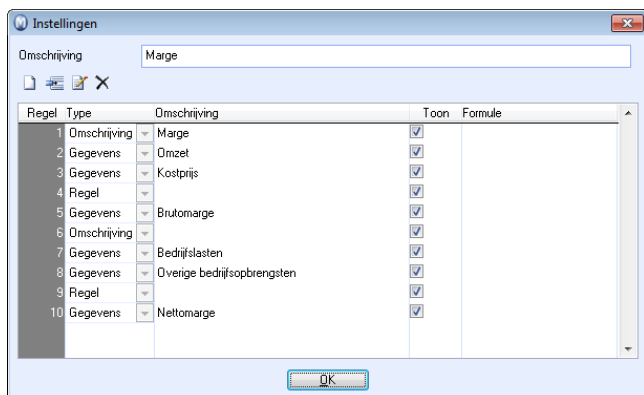 Instellingen
Omschrijving Marge
Regel Type Omschrijving Toon Formule
1 Omschrijving Marge
2 Gegevens Omzet
3 Gegevens Kostprijs
4 Regel
5 Gegevens Brutomarge
6 Omschrijving
7 Gegevens Bedrijfslasten
8 Gegevens Overige bedrijfsopbrengsten
9 Regel
10 Gegevens Nettomarge
OK